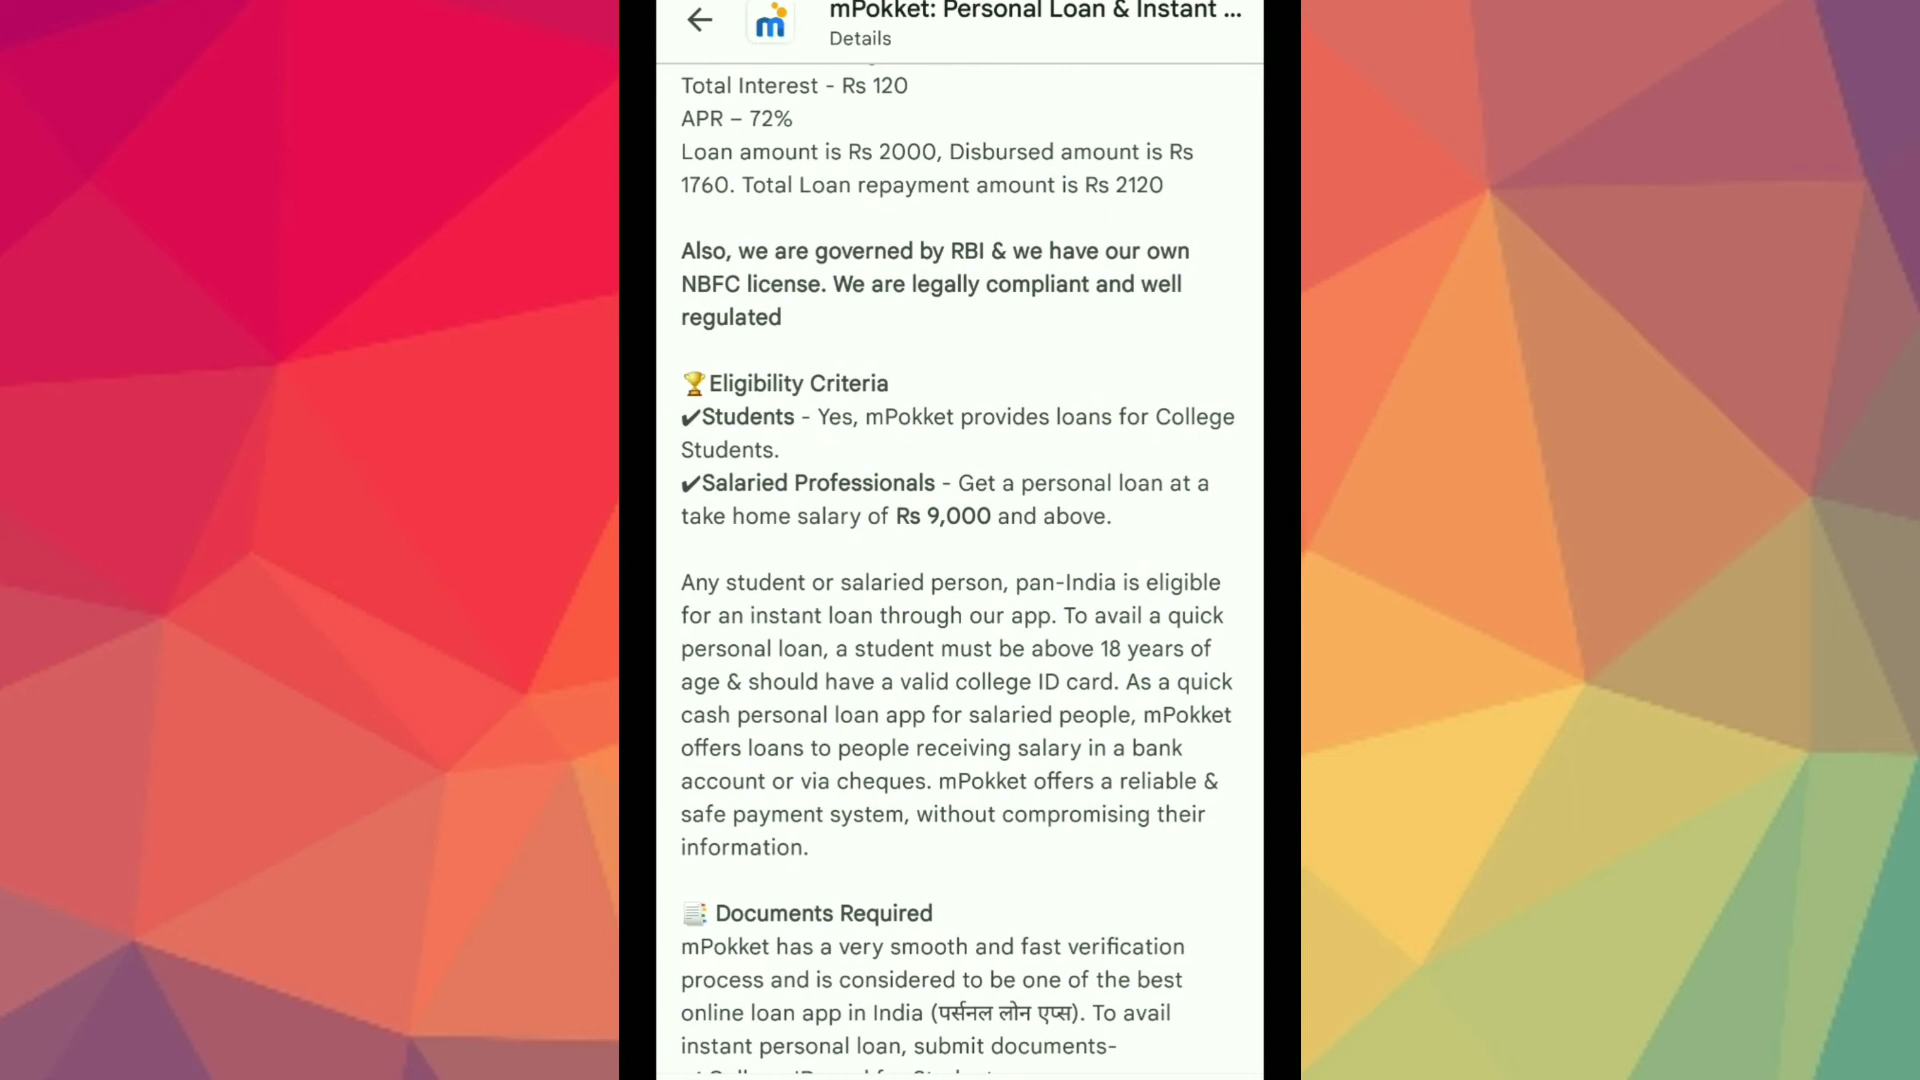 mPokket: Personal Loan & Instant ...
Details
Total Interest - Rs 120
APR – 72%
Loan amount is Rs 2000, Disbursed amount is Rs
1760. Total Loan repayment amount is Rs 2120
Also, we are governed by RBI & we have our own
NBFC license. We are legally compliant and well
regulated
🏆Eligibility Criteria
✔Students - Yes, mPokket provides loans for College
Students.
✔Salaried Professionals - Get a personal loan at a
take home salary of Rs 9,000 and above.
Any student or salaried person, pan-India is eligible
for an instant loan through our app. To avail a quick
personal loan, a student must be above 18 years of
age & should have a valid college ID card. As a quick
cash personal loan app for salaried people, mPokket
offers loans to people receiving salary in a bank
account or via cheques. mPokket offers a reliable &
safe payment system, without compromising their
information.
📑 Documents Required
mPokket has a very smooth and fast verification
process and is considered to be one of the best
online loan app in India (पर्सनल लोन एप्स). To avail
instant personal loan, submit documents-